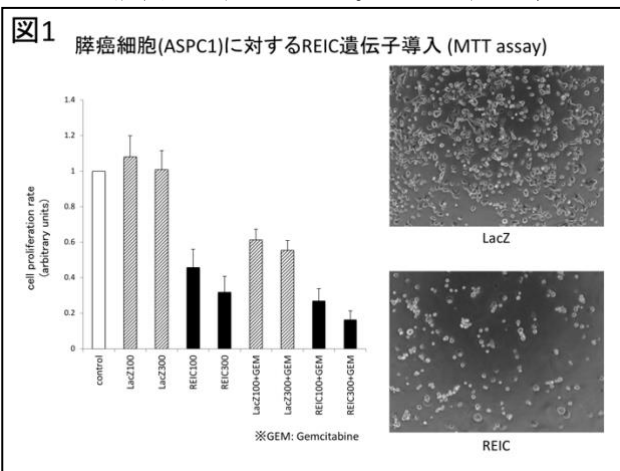 図1
膵癌細胞(ASPC1)に対するREIC遺伝子導入 (MTT assay)
cell proliferation rate
(arbitrary units)
1.4
1.2
1
0.8
0.6
0.4
0.2
0
control
LacZ100
LacZ300
REIC100
REIC300
LacZ100+GEM
LacZ300+GEM
REIC100+GEM
REIC300+GEM
※GEM: Gemcitabine
LacZ
REIC